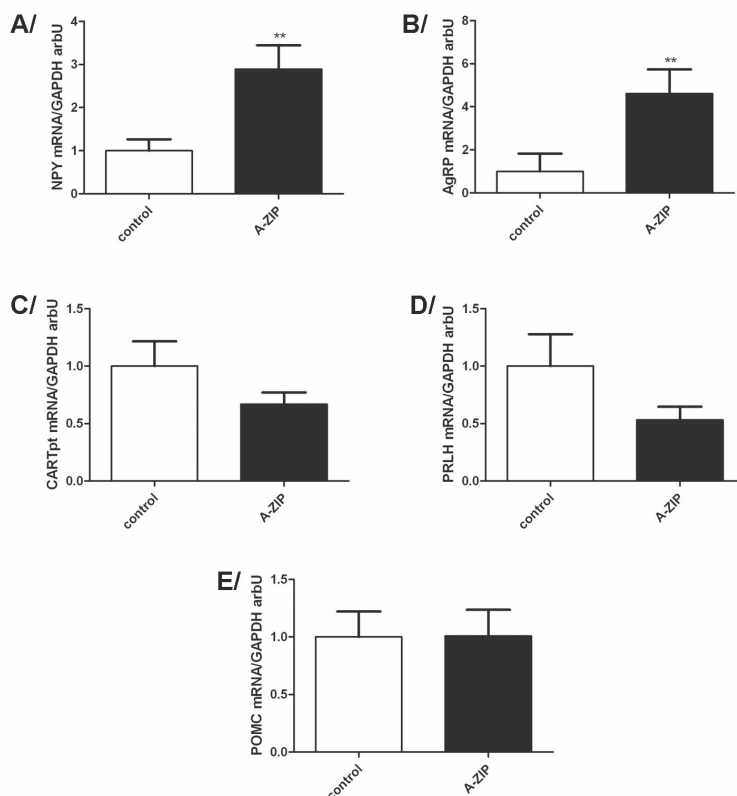 A/
NPY mRNA/GAPDH arbU
4
3
2
1
0
**
control
A-ZIP
B/
AgRP mRNA/GAPDH arbU
8
6
4
2
0
**
control
A-ZIP
C/
CARTpt mRNA/GAPDH arbU
1.5
1.0
0.5
0.0
control
A-ZIP
D/
PRLH mRNA/GAPDH arbU
1.5
1.0
0.5
0.0
control
A-ZIP
E/
POMC mRNA/GAPDH arbU
1.5
1.0
0.5
0.0
control
A-ZIP